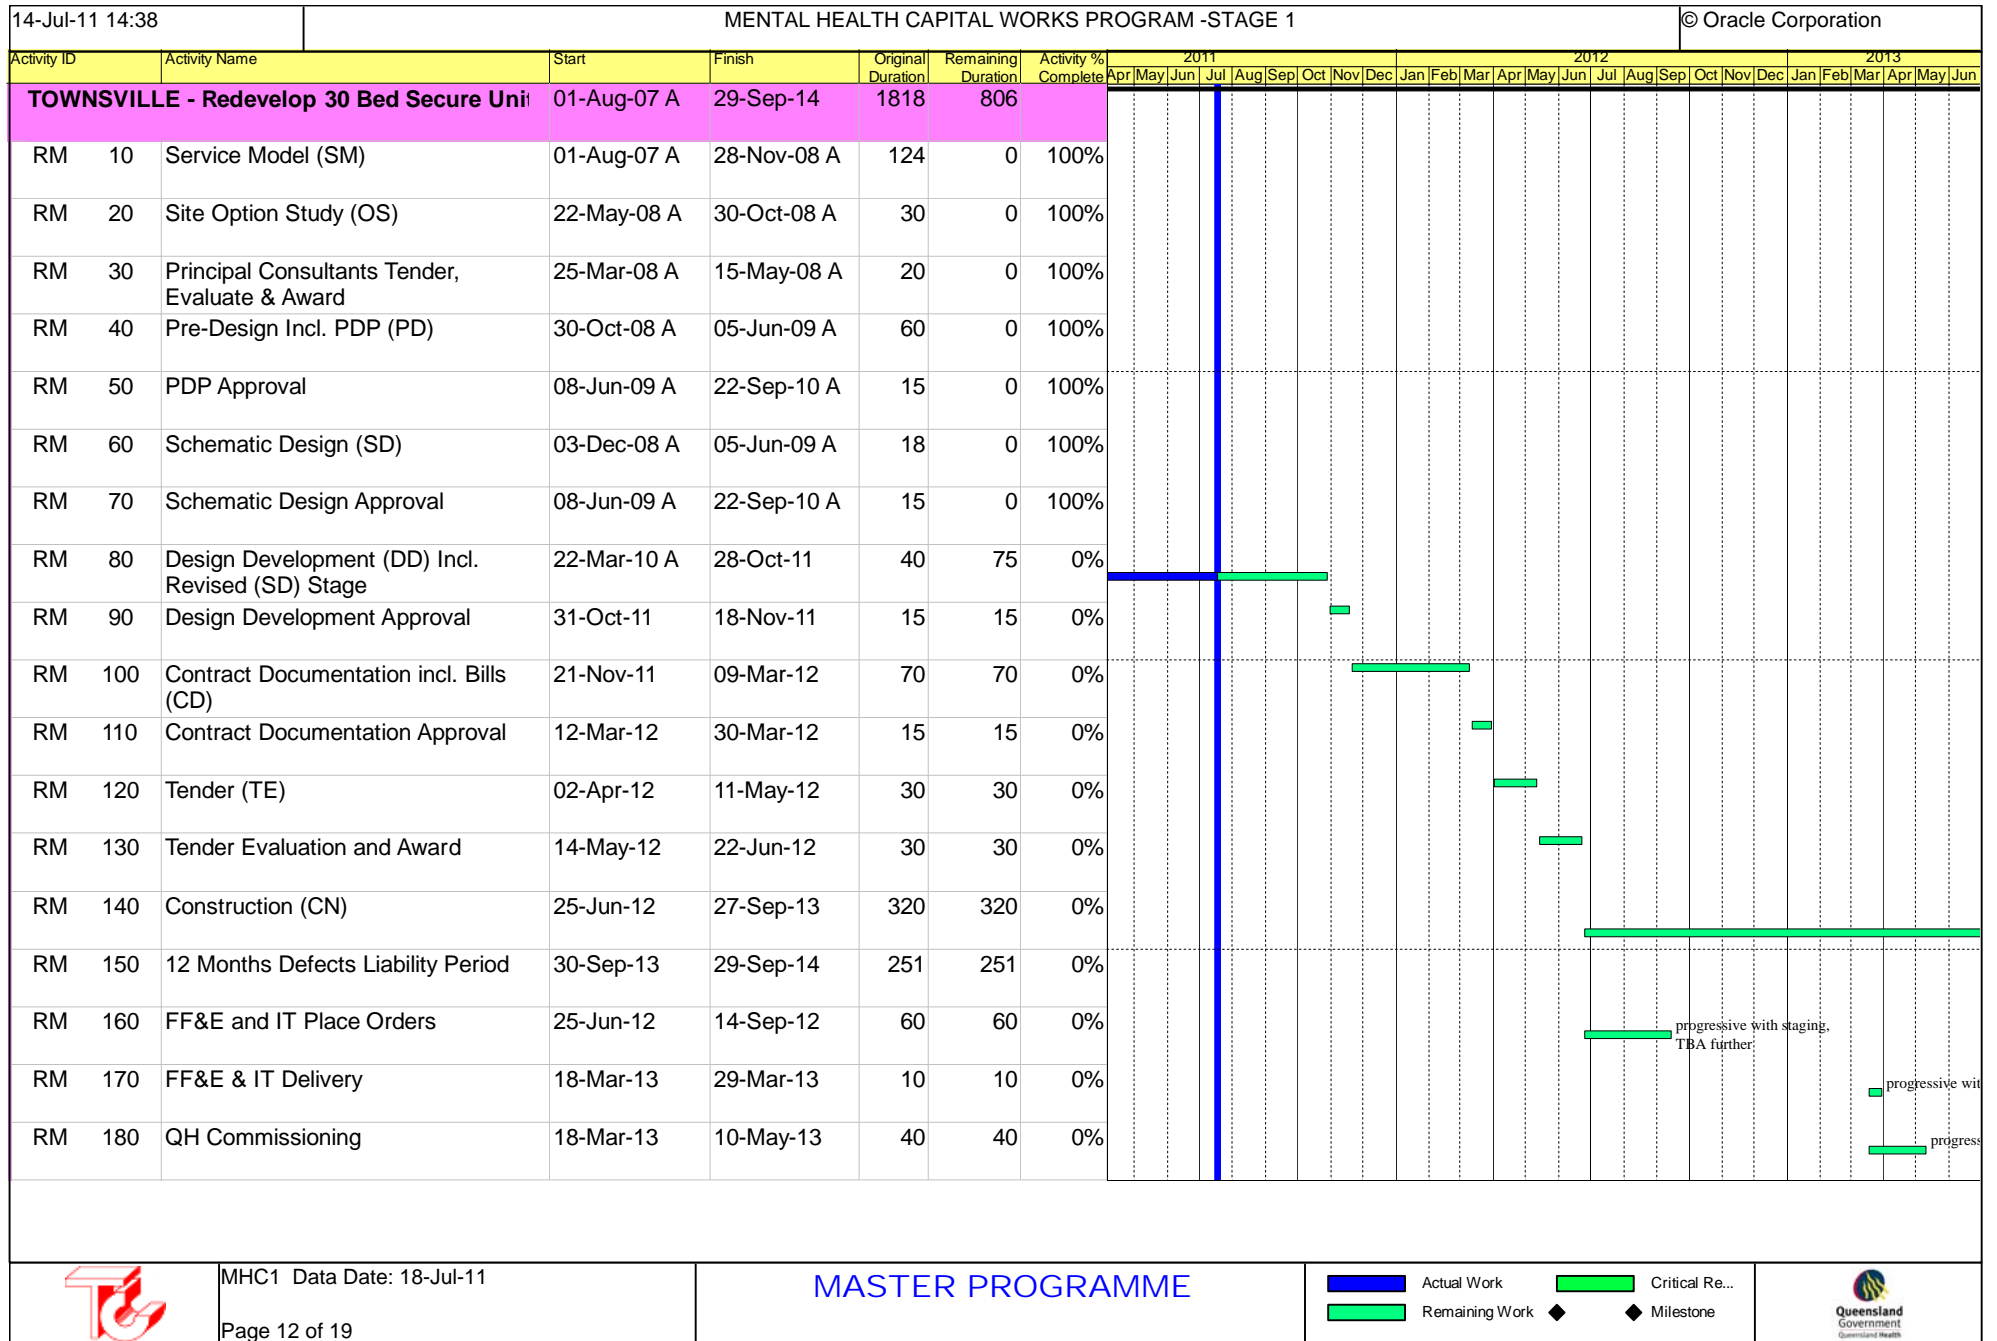 14-Jul-11 14:38 MENTAL HEALTH CAPITAL WORKS PROGRAM -STAGE 1 © Oracle Corporation
Activity ID Activity Name Start Finish Original Duration Remaining Duration Activity % Complete 2011 2012 2013
Apr May Jun Jul Aug Sep Oct Nov Dec Jan Feb Mar Apr May Jun Jul Aug Sep Oct Nov Dec Jan Feb Mar Apr May Jun
TOWNSVILLE - Redevelop 30 Bed Secure Unit 01-Aug-07 A 29-Sep-14 1818 806
RM 10 Service Model (SM) 01-Aug-07 A 28-Nov-08 A 124 0 100%
RM 20 Site Option Study (OS) 22-May-08 A 30-Oct-08 A 30 0 100%
RM 30 Principal Consultants Tender, 25-Mar-08 A 15-May-08 A 20 0 100%
Evaluate & Award
RM 40 Pre-Design Incl. PDP (PD) 30-Oct-08 A 05-Jun-09 A 60 0 100%
RM 50 PDP Approval 08-Jun-09 A 22-Sep-10 A 15 0 100%
RM 60 Schematic Design (SD) 03-Dec-08 A 05-Jun-09 A 18 0 100%
RM 70 Schematic Design Approval 08-Jun-09 A 22-Sep-10 A 15 0 100%
RM 80 Design Development (DD) Incl. 22-Mar-10 A 28-Oct-11 40 75 0%
Revised (SD) Stage
RM 90 Design Development Approval 31-Oct-11 18-Nov-11 15 15 0%
RM 100 Contract Documentation incl. Bills 21-Nov-11 09-Mar-12 70 70 0%
(CD)
RM 110 Contract Documentation Approval 12-Mar-12 30-Mar-12 15 15 0%
RM 120 Tender (TE) 02-Apr-12 11-May-12 30 30 0%
RM 130 Tender Evaluation and Award 14-May-12 22-Jun-12 30 30 0%
RM 140 Construction (CN) 25-Jun-12 27-Sep-13 320 320 0%
RM 150 12 Months Defects Liability Period 30-Sep-13 29-Sep-14 251 251 0%
RM 160 FF&E and IT Place Orders 25-Jun-12 14-Sep-12 60 60 0%
progressive with staging,
TBA further
RM 170 FF&E & IT Delivery 18-Mar-13 29-Mar-13 10 10 0%
progressive wit
RM 180 QH Commissioning 18-Mar-13 10-May-13 40 40 0%
progress
MHC1 Data Date: 18-Jul-11
Page 12 of 19
MASTER PROGRAMME
Actual Work Critical Re...
Remaining Work Milestone
Queensland
Government
Queensland Health